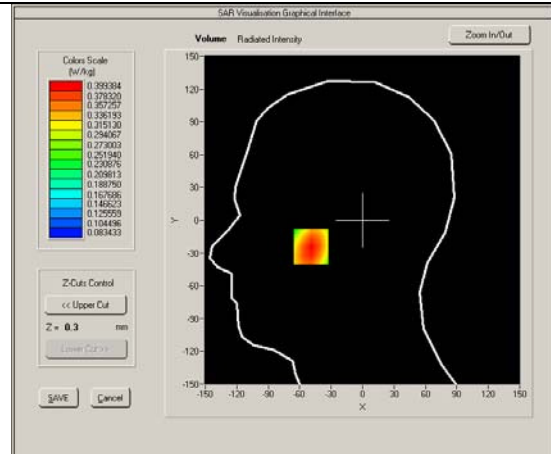 SAR Visualisation Graphical Interface
Volume Radiated Intensity
Zoom In/Out
Colors Scale
(W/kg)
0.399384
0.378320
0.357257
0.336193
0.315130
0.294067
0.273003
0.251940
0.230876
0.209813
0.188750
0.167686
0.146623
0.125559
0.104496
0.083433
Z-Cuts Control
<< Upper Cut
Z = 0.3 mm
SAVE
Cancel
150
120
90
60
30
0
-30
-60
-90
-120
-150
Y
-150 -120 -90 -60 -30 0 30 60 90 120 150
X